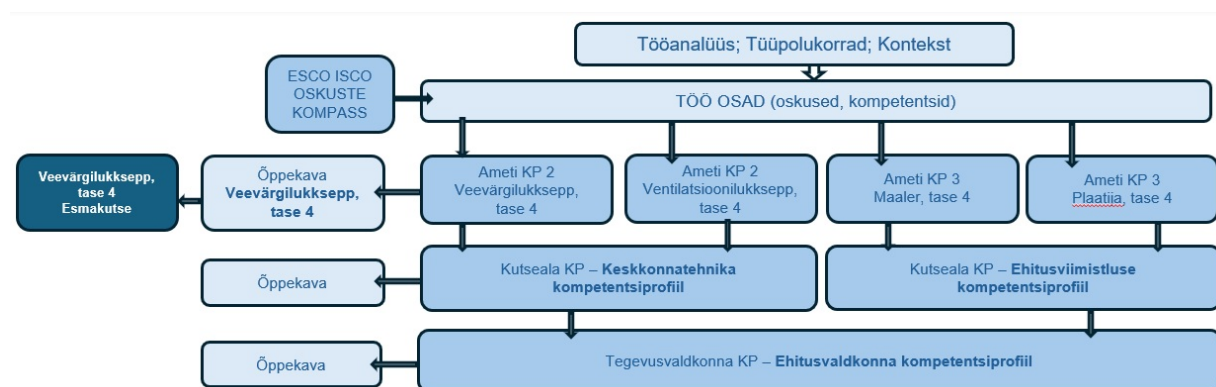 Tööanalüüs; Tüüpolukorrad; Kontekst
ESCO ISCO
OSKUSTE
KOMPASS
TÖÖ OSAD (oskused, kompetentsid)
Veevärgilukksepp,
tase 4
Esmakutse
Õppekava
Veevärgilukksepp,
tase 4
Ameti KP 2
Veevärgilukksepp,
tase 4
Ameti KP 2
Ventilatsioonilukksepp,
tase 4
Ameti KP 3
Maaler, tase 4
Ameti KP 3
Plaatija, tase 4
Õppekava
Kutseala KP – Keskkonnatehnika
kompetentsiprofiil
Kutseala KP – Ehitusviimistluse
kompetentsiprofiil
Õppekava
Tegevusvaldkonna KP – Ehitusvaldkonna kompetentsiprofiil